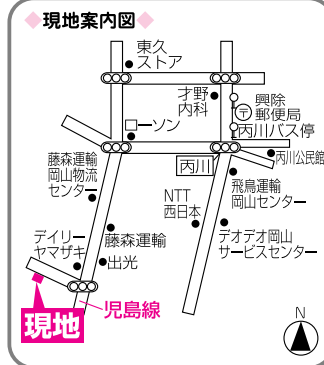 ◆現地案内図◆
東久
ストア
才野
内科
興除
〒郵便局
丙川バス停
ローソン
丙川
丙川公民館
藤森運輸
岡山物流
センター
NTT
西日本
飛鳥運輸
岡山センター
デイリー
ヤマザキ
藤森運輸
出光
デオデオ岡山
サービスセンター
現地
児島線
N